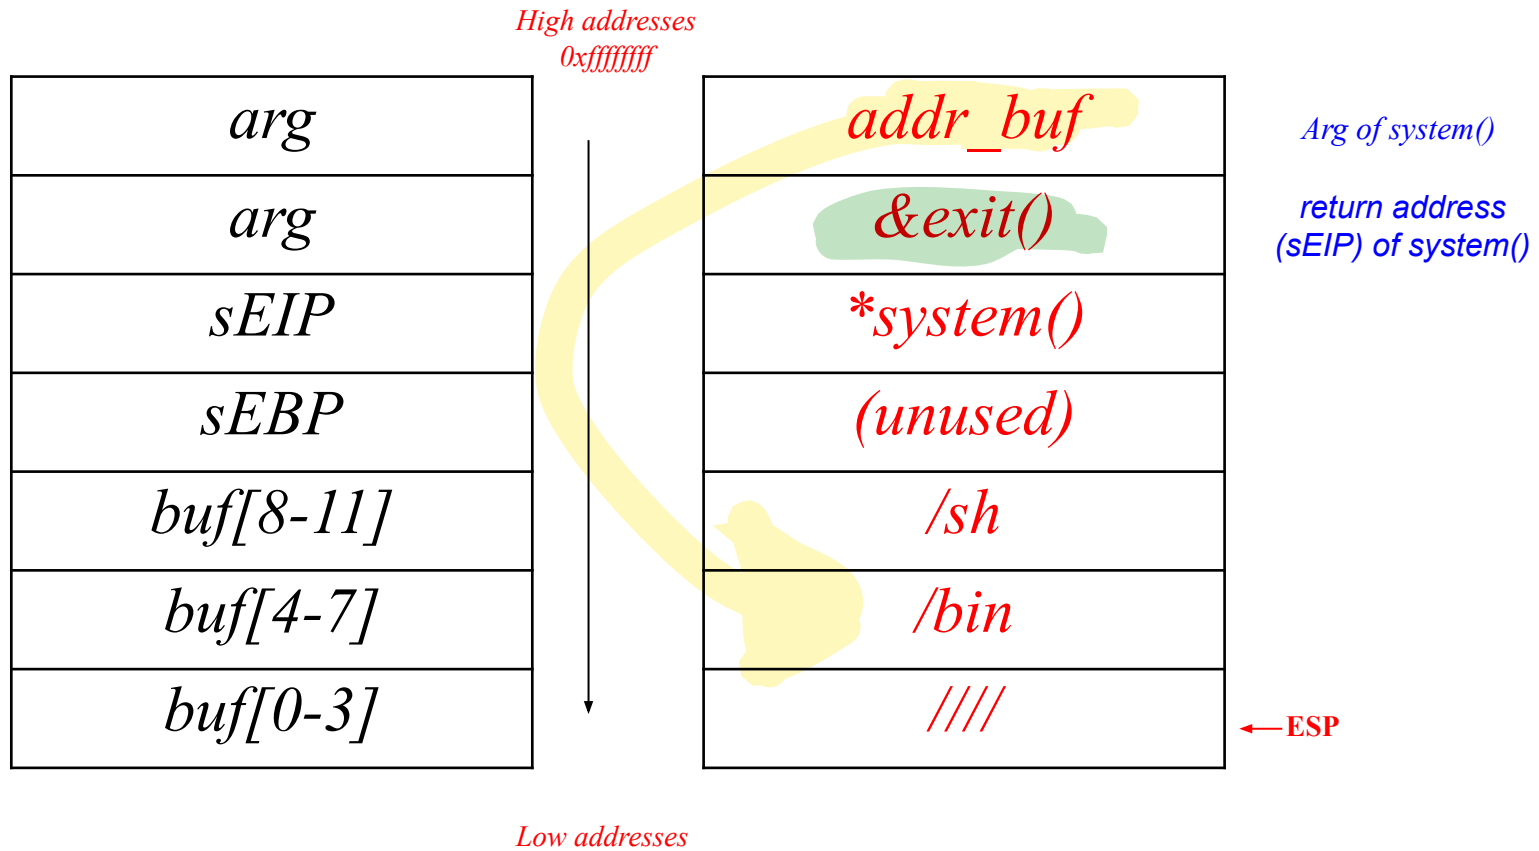 High addresses
0xffffffff
arg
addr_buf
Arg of system()
arg
&exit()
return address
(sEIP) of system()
sEIP
*system()
sEBP
(unused)
buf[8-11]
/sh
buf[4-7]
/bin
buf[0-3]
////
ESP
Low addresses